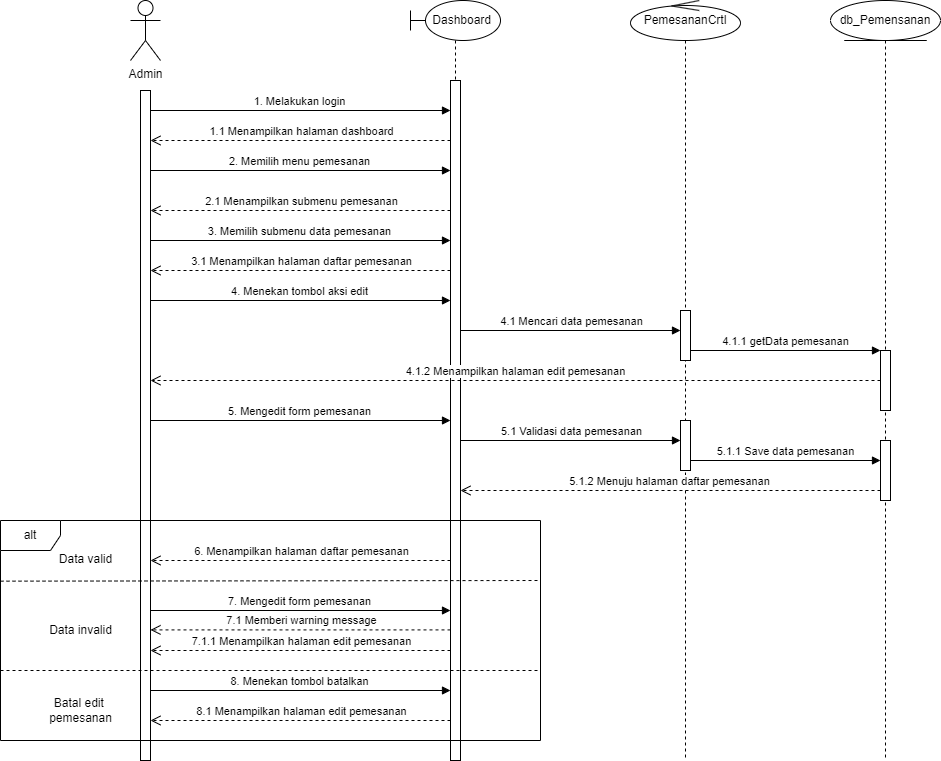 Dashboard
PemesananCrtl
db_Pemensanan
Admin
1. Melakukan login
1.1 Menampilkan halaman dashboard
2. Memilih menu pemesanan
2.1 Menampilkan submenu pemesanan
3. Memilih submenu data pemesanan
3.1 Menampilkan halaman daftar pemesanan
4. Menekan tombol aksi edit
4.1 Mencari data pemesanan
4.1.1 getData pemesanan
4.1.2 Menampilkan halaman edit pemesanan
5. Mengedit form pemesanan
5.1 Validasi data pemesanan
5.1.1 Save data pemesanan
5.1.2 Menuju halaman daftar pemesanan
alt
6. Menampilkan halaman daftar pemesanan
Data valid
7. Mengedit form pemesanan
7.1 Memberi warning message
Data invalid
7.1.1 Menampilkan halaman edit pemesanan
8. Menekan tombol batalkan
Batal edit
pemesanan
8.1 Menampilkan halaman edit pemesanan